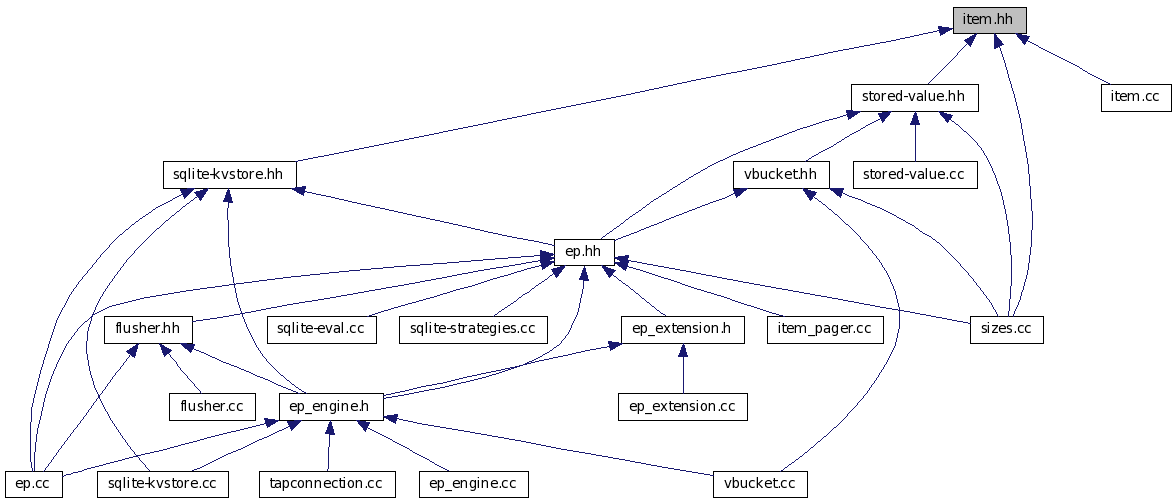 item.hh
stored-value.hh
item.cc
sqlite-kvstore.hh
vbucket.hh
stored-value.cc
ep.hh
flusher.hh
sqlite-eval.cc
sqlite-strategies.cc
ep_extension.h
item_pager.cc
sizes.cc
flusher.cc
ep_engine.h
ep_extension.cc
ep.cc
sqlite-kvstore.cc
tapconnection.cc
ep_engine.cc
vbucket.cc